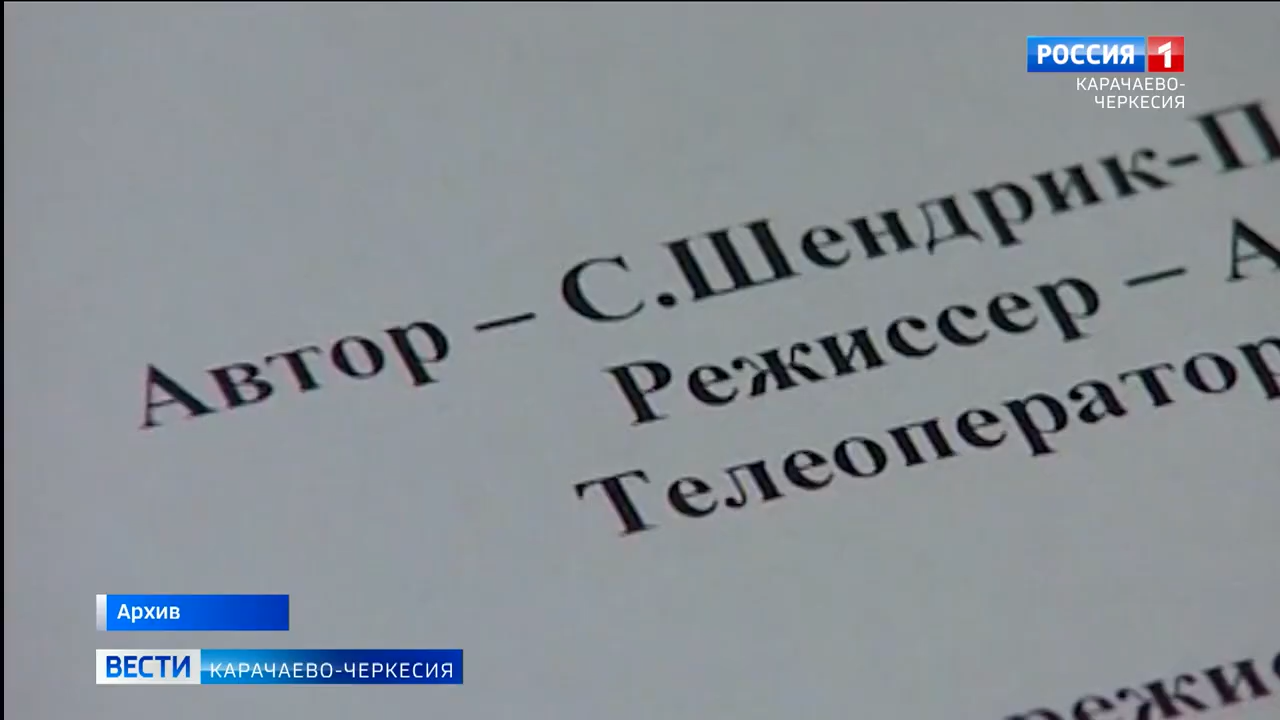 РОССИЯ 1
КАРАЧАЕВО-
ЧЕРКЕСИЯ
Автор – С.Шендрик-П
Режиссер – А
Телеоператор
Архив
ВЕСТИ КАРАЧАЕВО-ЧЕРКЕСИЯ